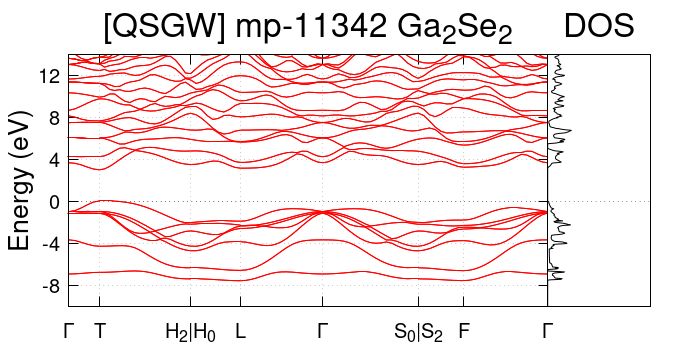 [QSGW] mp-11342 Ga₂Se₂ DOS
12
8
4
0
-4
-8
Energy (eV)
Γ T H₂|H₀ L Γ S₀|S₂ F Γ